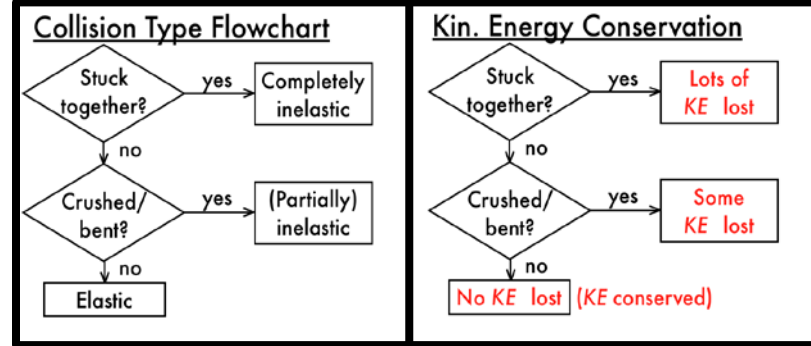 Collision Type Flowchart
Stuck
together?
yes
Completely
inelastic
no
Crushed/
bent?
yes
(Partially)
inelastic
no
Elastic
Kin. Energy Conservation
Stuck
together?
yes
Lots of
KE lost
no
Crushed/
bent?
yes
Some
KE lost
no
No KE lost (KE conserved)